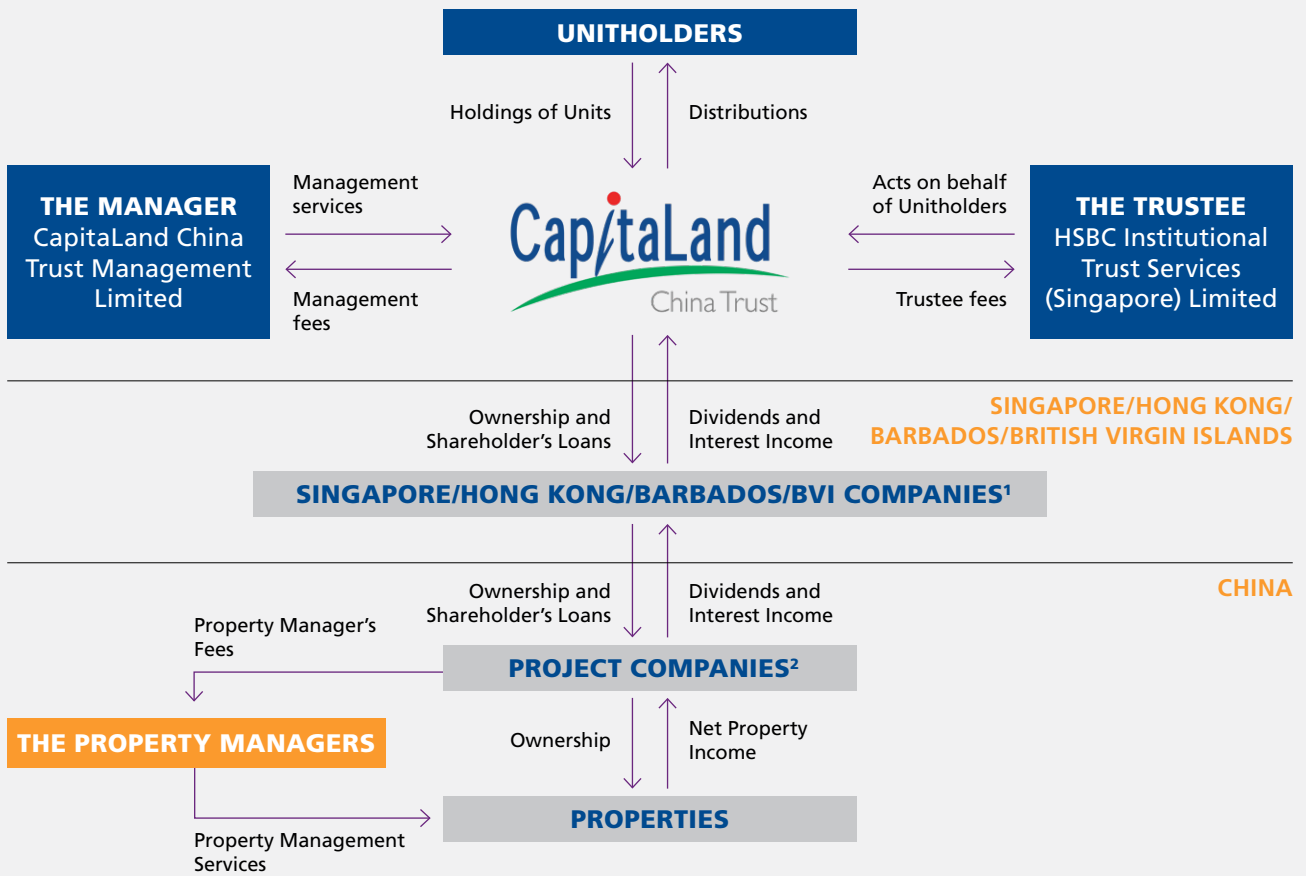 UNITHOLDERS
Holdings of Units
Distributions
THE MANAGER
CapitaLand China
Trust Management
Limited
Management
services
Management
fees
CapitaLand
China Trust
Acts on behalf
of Unitholders
Trustee fees
THE TRUSTEE
HSBC Institutional
Trust Services
(Singapore) Limited
Ownership and
Shareholder’s Loans
Dividends and
Interest Income
SINGAPORE/HONG KONG/
BARBADOS/BRITISH VIRGIN ISLANDS
SINGAPORE/HONG KONG/BARBADOS/BVI COMPANIES¹
Ownership and
Shareholder’s Loans
Dividends and
Interest Income
CHINA
Property Manager’s
Fees
PROJECT COMPANIES²
THE PROPERTY MANAGERS
Ownership
Net Property
Income
PROPERTIES
Property Management
Services